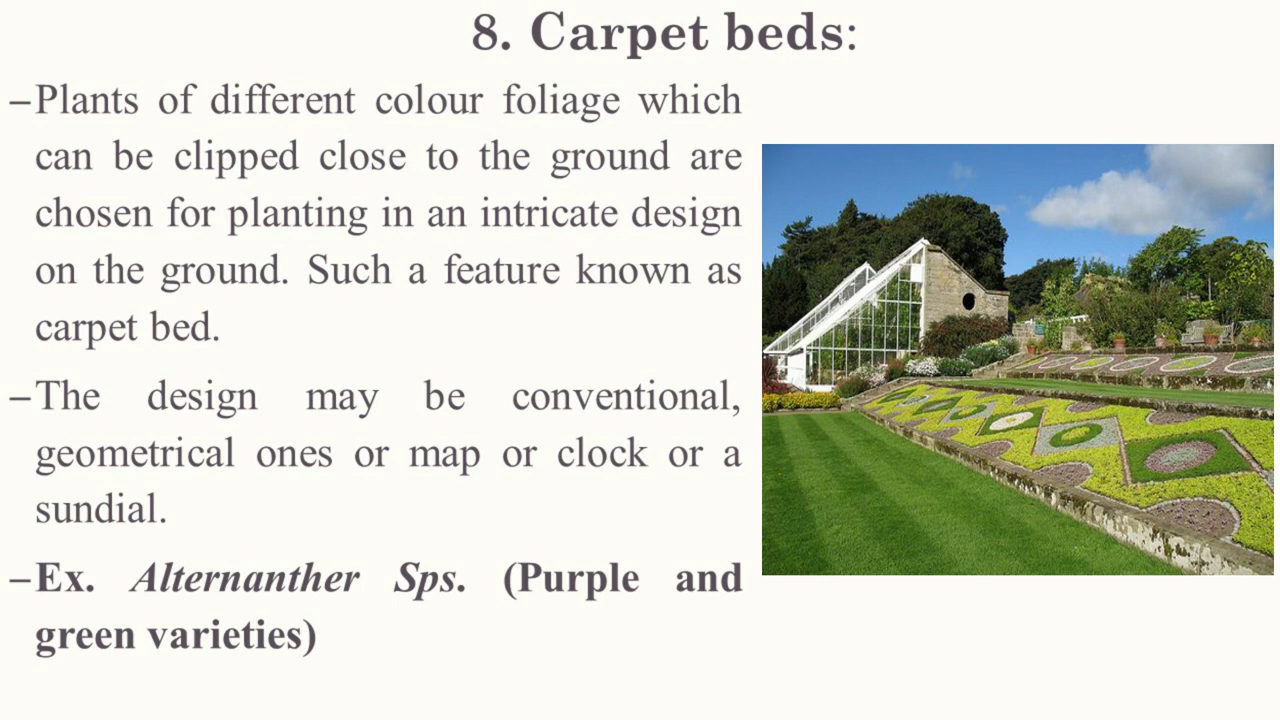 8. Carpet beds:
–Plants of different colour foliage which
can be clipped close to the ground are
chosen for planting in an intricate design
on the ground. Such a feature known as
carpet bed.
–The design may be conventional,
geometrical ones or map or clock or a
sundial.
–Ex. Alternanther Sps. (Purple and
green varieties)